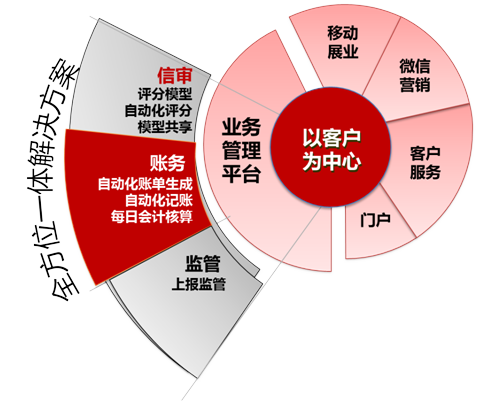 全方位一体解决方案
信审
评分模型
自动化评分
模型共享
账务
自动化账单生成
自动化记账
每日会计核算
监管
上报监管
业务
管理
平台
以客户
为中心
移动
展业
微信
营销
客户
服务
门户